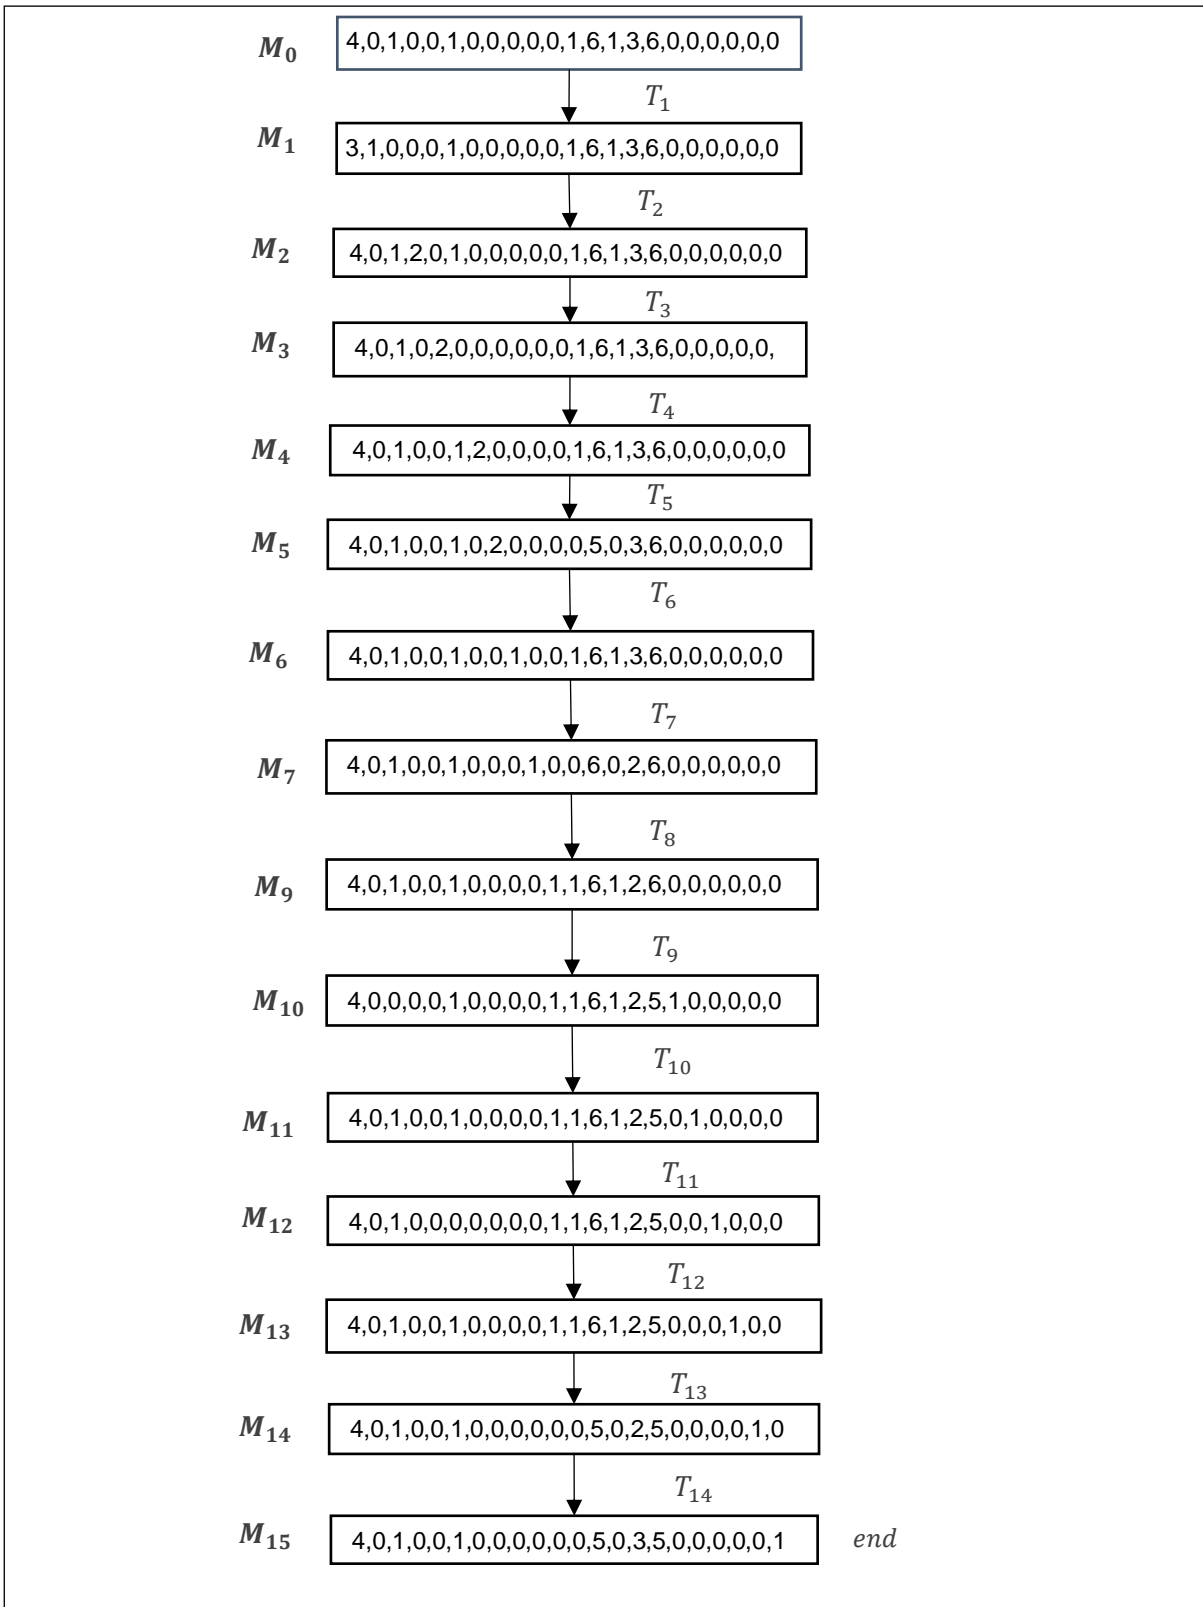 M₀ 4,0,1,0,0,1,0,0,0,0,0,1,6,1,3,6,0,0,0,0,0,0
T₁
M₁ 3,1,0,0,0,1,0,0,0,0,0,1,6,1,3,6,0,0,0,0,0,0
T₂
M₂ 4,0,1,2,0,1,0,0,0,0,0,1,6,1,3,6,0,0,0,0,0,0
T₃
M₃ 4,0,1,0,2,0,0,0,0,0,0,1,6,1,3,6,0,0,0,0,0,
T₄
M₄ 4,0,1,0,0,1,2,0,0,0,0,1,6,1,3,6,0,0,0,0,0,0
T₅
M₅ 4,0,1,0,0,1,0,2,0,0,0,0,5,0,3,6,0,0,0,0,0,0
T₆
M₆ 4,0,1,0,0,1,0,0,1,0,0,1,6,1,3,6,0,0,0,0,0,0
T₇
M₇ 4,0,1,0,0,1,0,0,0,1,0,0,6,0,2,6,0,0,0,0,0,0
T₈
M₉ 4,0,1,0,0,1,0,0,0,0,1,1,6,1,2,6,0,0,0,0,0,0
T₉
M₁₀ 4,0,0,0,0,1,0,0,0,0,1,1,6,1,2,5,1,0,0,0,0,0
T₁₀
M₁₁ 4,0,1,0,0,1,0,0,0,0,1,1,6,1,2,5,0,1,0,0,0,0
T₁₁
M₁₂ 4,0,1,0,0,0,0,0,0,0,1,1,6,1,2,5,0,0,1,0,0,0
T₁₂
M₁₃ 4,0,1,0,0,1,0,0,0,0,1,1,6,1,2,5,0,0,0,1,0,0
T₁₃
M₁₄ 4,0,1,0,0,1,0,0,0,0,0,0,5,0,2,5,0,0,0,0,1,0
T₁₄
M₁₅ 4,0,1,0,0,1,0,0,0,0,0,0,5,0,3,5,0,0,0,0,0,1 end